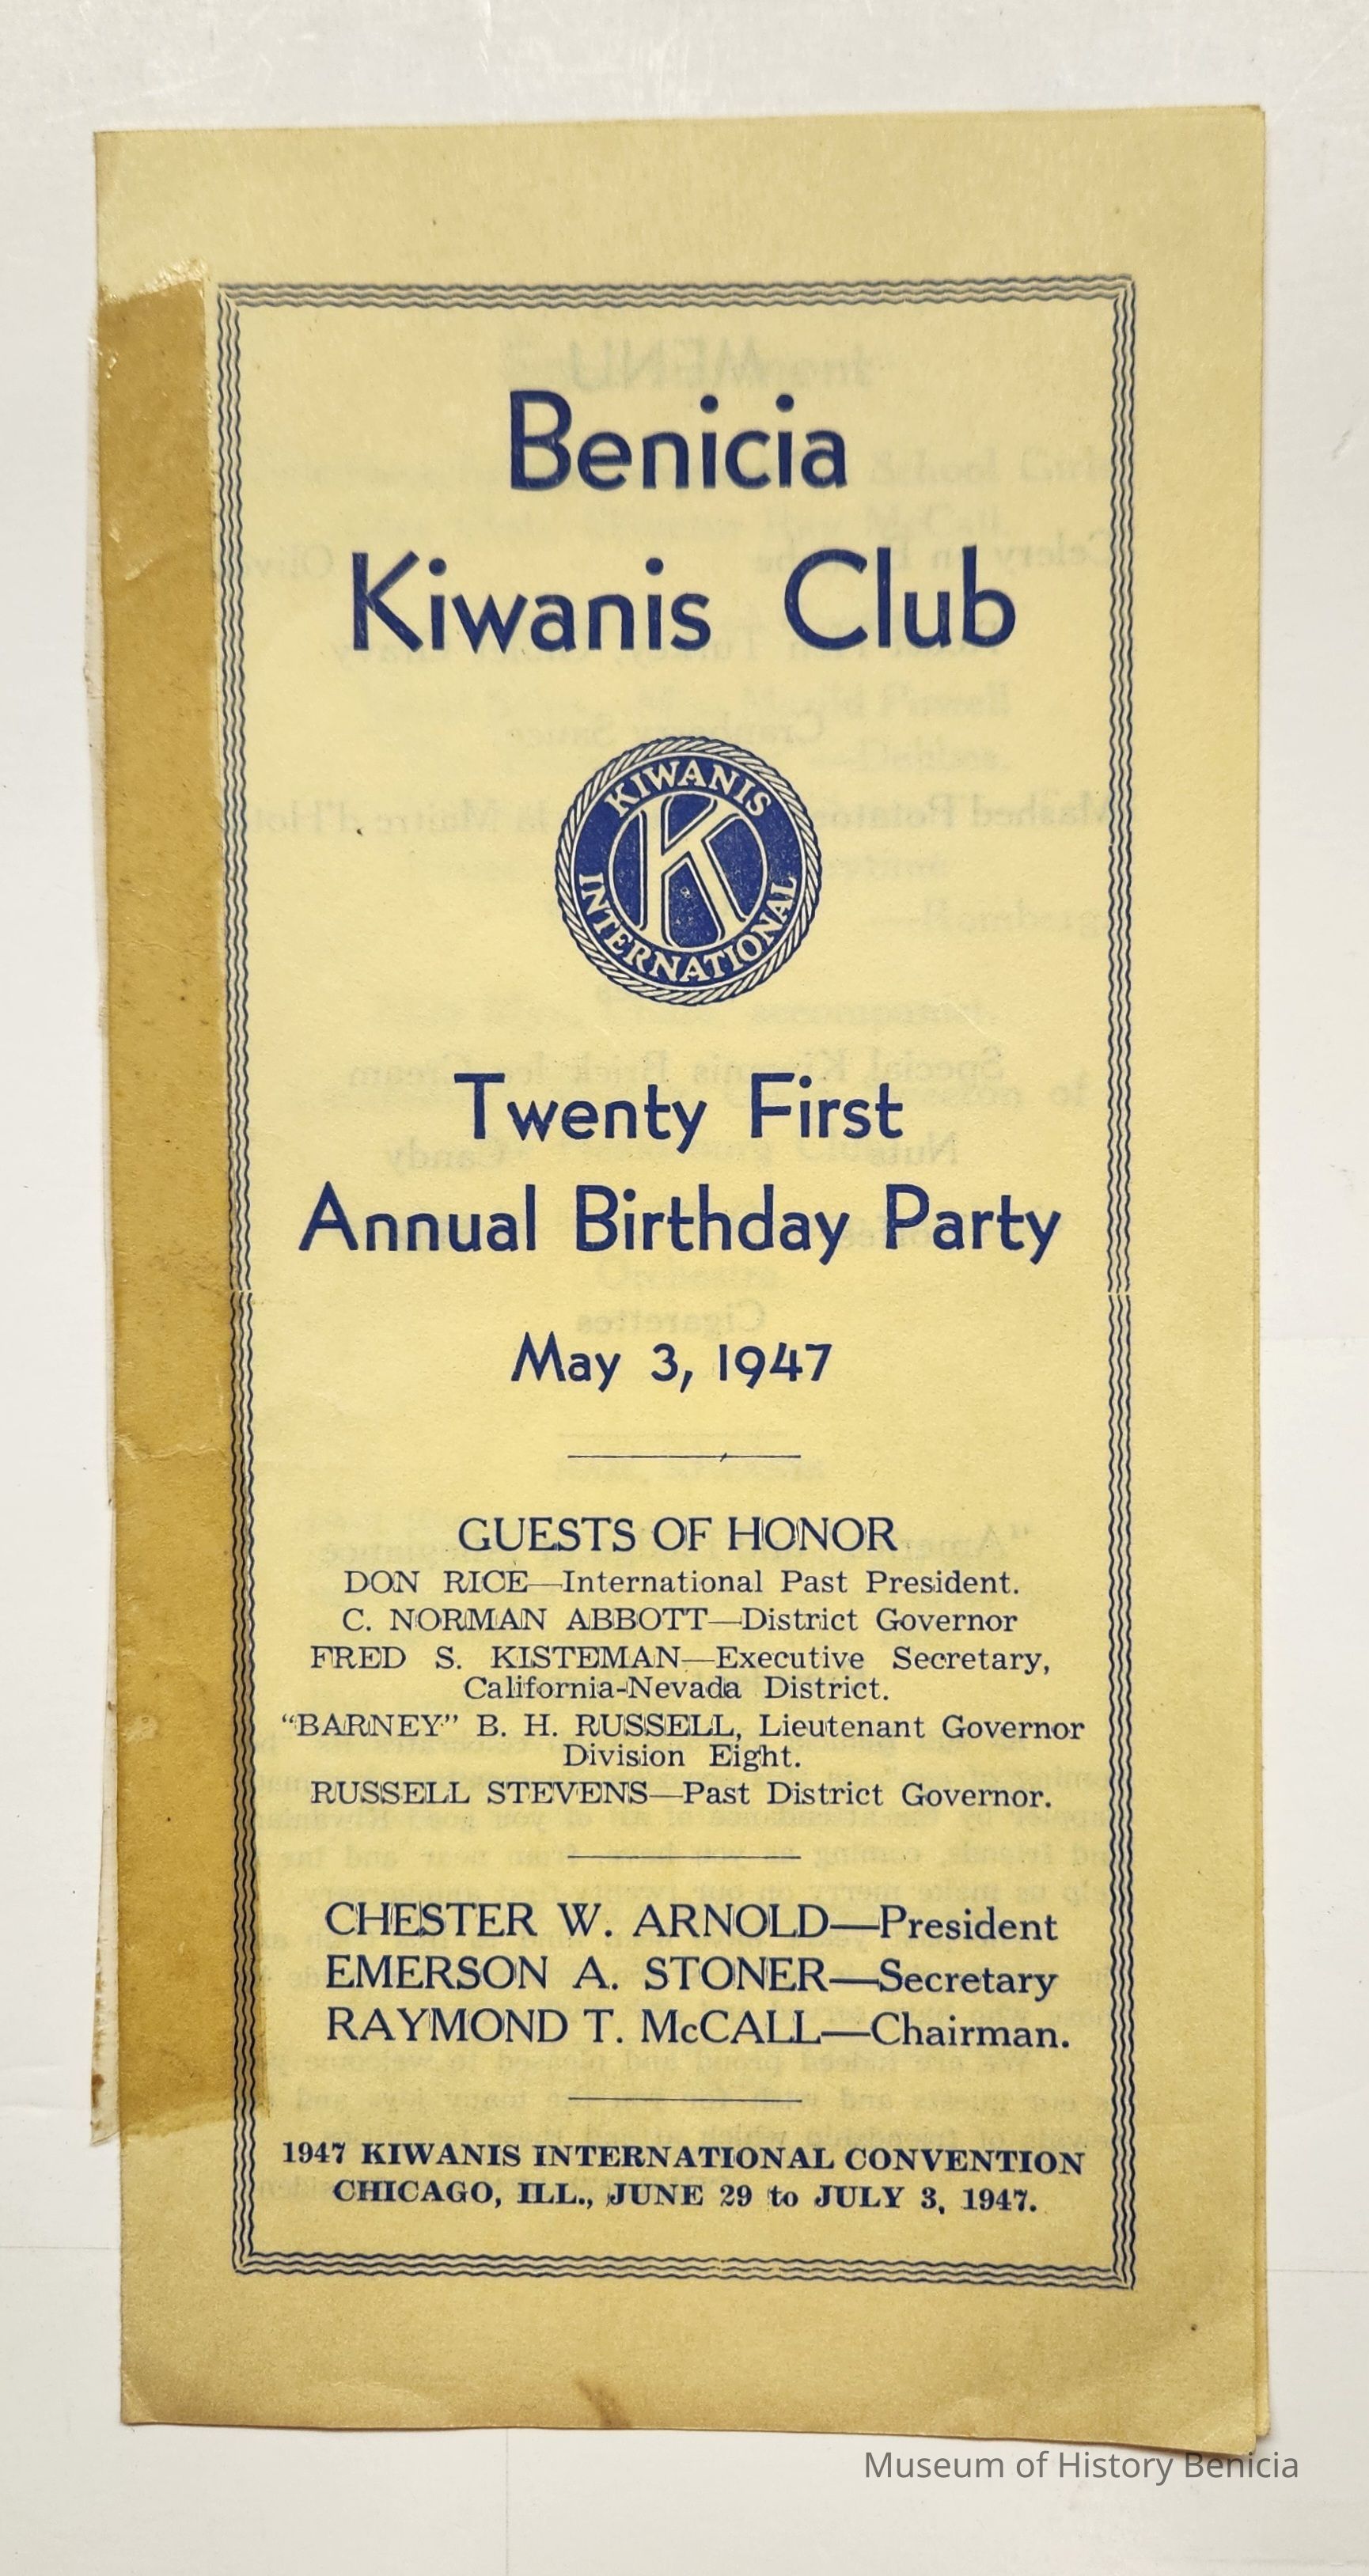 Benicia
Kiwanis Club
KIWANIS
K
INTERNATIONAL
Twenty First
Annual Birthday Party
May 3, 1947
GUESTS OF HONOR
DON RICE—International Past President.
C. NORMAN ABBOTT—District Governor
FRED S. KISTEMAN—Executive Secretary,
California-Nevada District.
"BARNEY" B. H. RUSSELL, Lieutenant Governor
Division Eight.
RUSSELL STEVENS—Past District Governor.
CHESTER W. ARNOLD—President
EMERSON A. STONER—Secretary
RAYMOND T. McCALL—Chairman.
1947 KIWANIS INTERNATIONAL CONVENTION
CHICAGO, ILL., JUNE 29 to JULY 3, 1947.
Museum of History Benicia